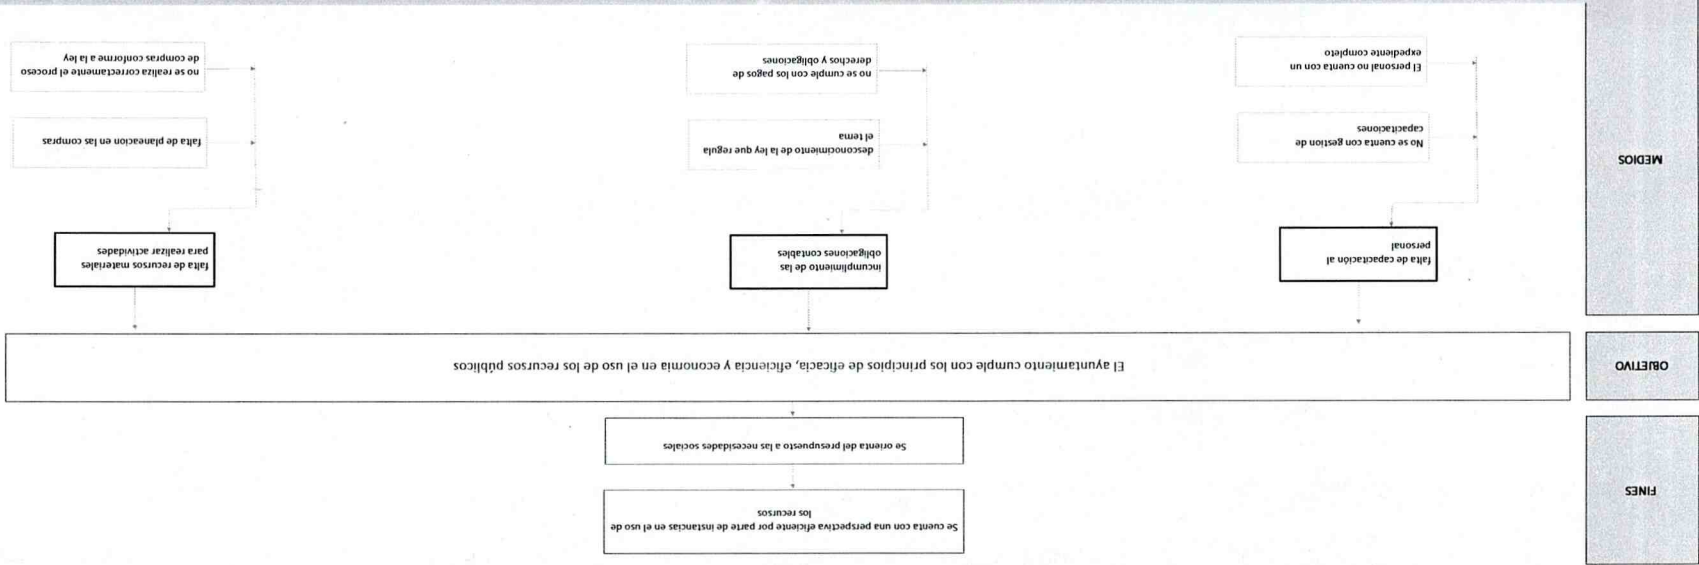 FINES
Se cuenta con una perspectiva eficiente por parte de instancias en el uso de
los recursos
Se orienta del presupuesto a las necesidades sociales
OBJETIVO
El ayuntamiento cumple con los principios de eficacia, eficiencia y economía en el uso de los recursos públicos
MEDIOS
falta de capacitación al
personal
No se cuenta con gestion de
capacitaciones
El personal no cuenta con un
expediente completo
incumplimiento de las
obligaciones contables
desconocimiento de la ley que regula
el tema
no se cumple con los pagos de
derechos y obligaciones
falta de recursos materiales
para realizar actividades
falta de planeacion en las compras
no se realiza correctamente el proceso
de compras conforme a la ley